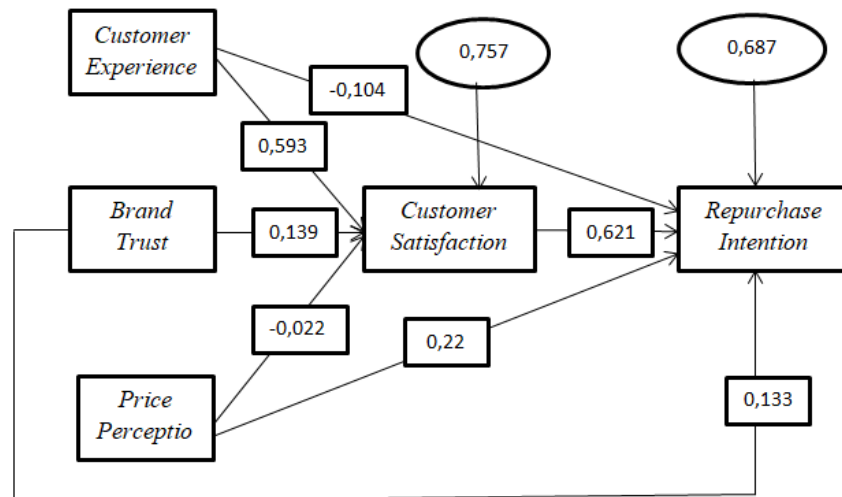 Customer
Experience
0,757
0,687
-0,104
0,593
Brand
Trust
0,139
Customer
Satisfaction
0,621
Repurchase
Intention
-0,022
0,22
Price
Perceptio
0,133